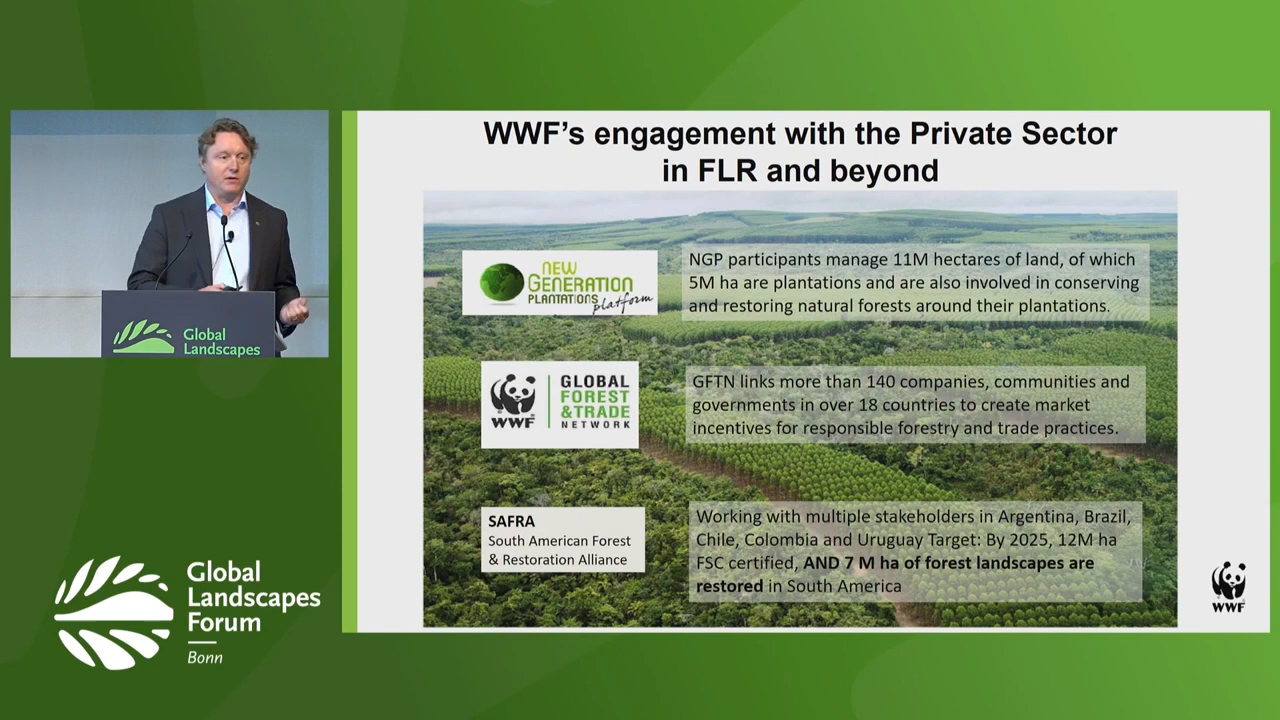 WWF's engagement with the Private Sector
in FLR and beyond
NEW
GENERATION
PLANTATIONS
platform
NGP participants manage 11M hectares of land, of which
5M ha are plantations and are also involved in conserving
and restoring natural forests around their plantations.
WWF
GLOBAL
FOREST
&TRADE
NETWORK
GFTN links more than 140 companies, communities and
governments in over 18 countries to create market
incentives for responsible forestry and trade practices.
SAFRA
South American Forest
& Restoration Alliance
Working with multiple stakeholders in Argentina, Brazil,
Chile, Colombia and Uruguay Target: By 2025, 12M ha
FSC certified, AND 7 M ha of forest landscapes are
restored in South America
WWF
Global
Landscapes
Global
Landscapes
Forum
Bonn